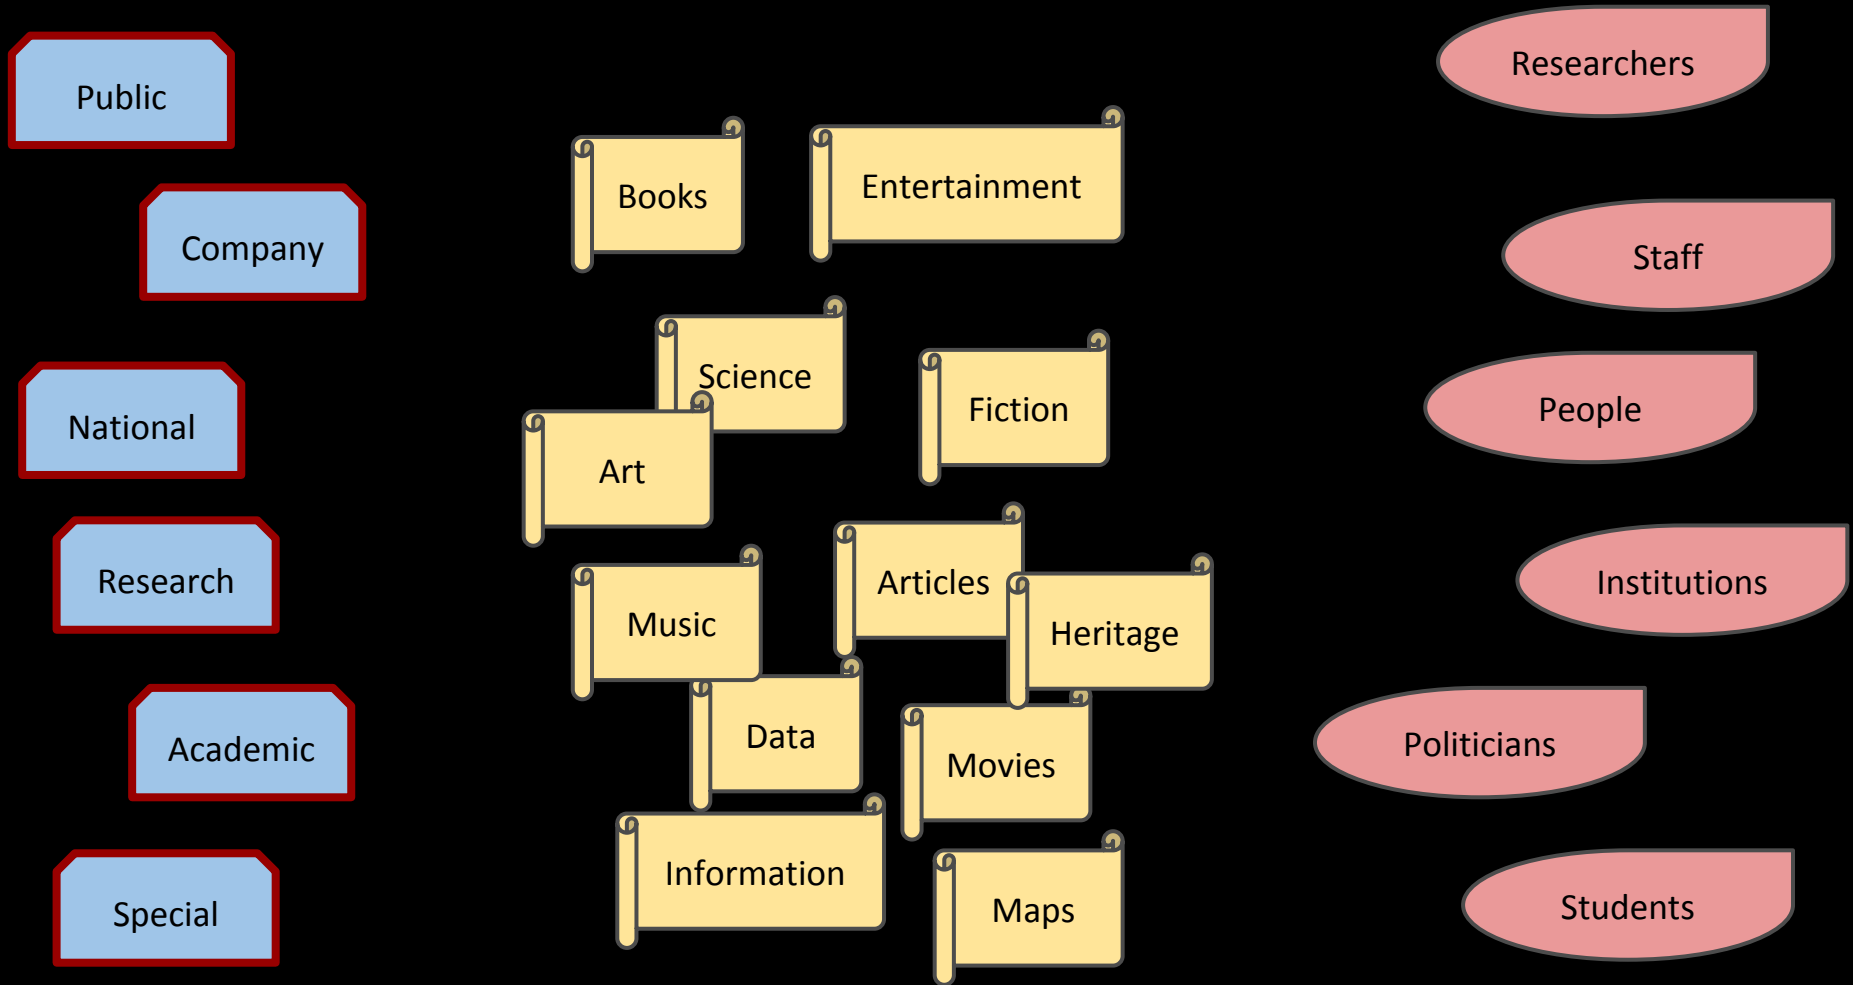 Public
Company
National
Research
Academic
Special
Books
Entertainment
Science
Fiction
Art
Articles
Music
Heritage
Data
Movies
Information
Maps
Researchers
Staff
People
Institutions
Politicians
Students